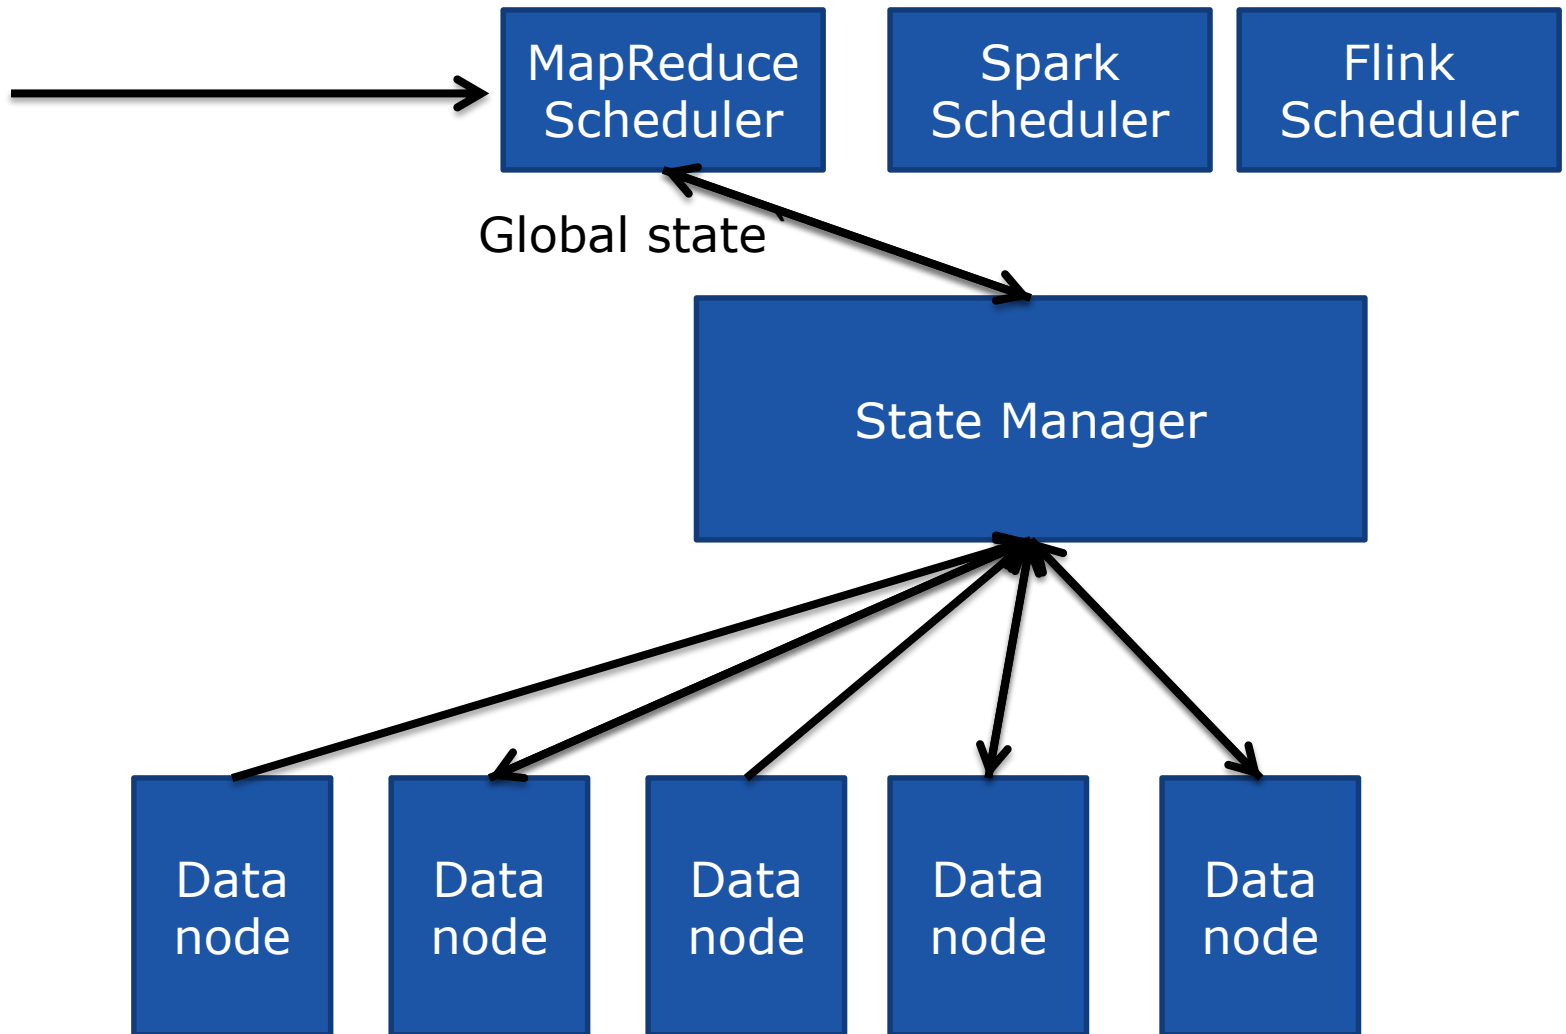 MapReduce
Scheduler
Spark
Scheduler
Flink
Scheduler
Global state
State Manager
Data
node
Data
node
Data
node
Data
node
Data
node